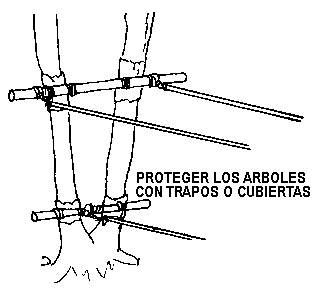 PROTEGER LOS ARBOLES
CON TRAPOS O CUBIERTAS